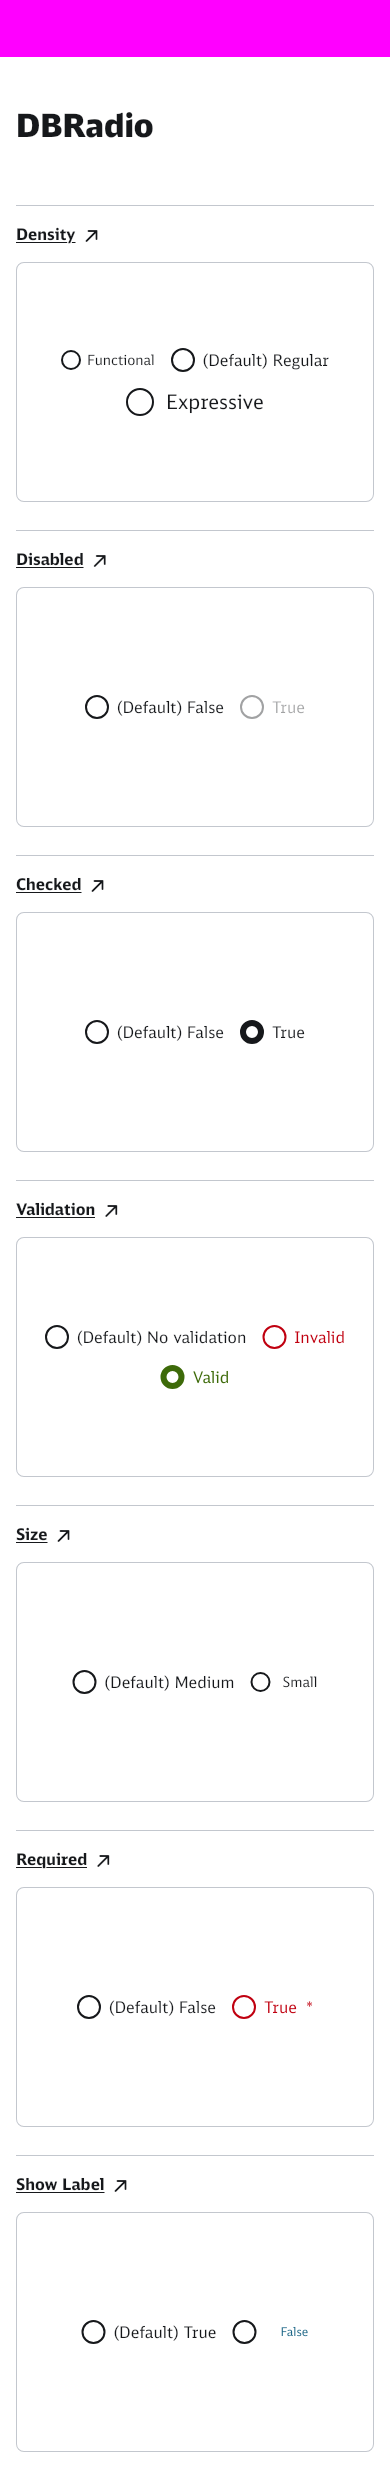 DBRadio
Density
Functional (Default) Regular
Expressive
Disabled
(Default) False True
Checked
(Default) False True
Validation
(Default) No validation Invalid
Valid
Size
(Default) Medium Small
Required
(Default) False True *
Show Label
(Default) True False